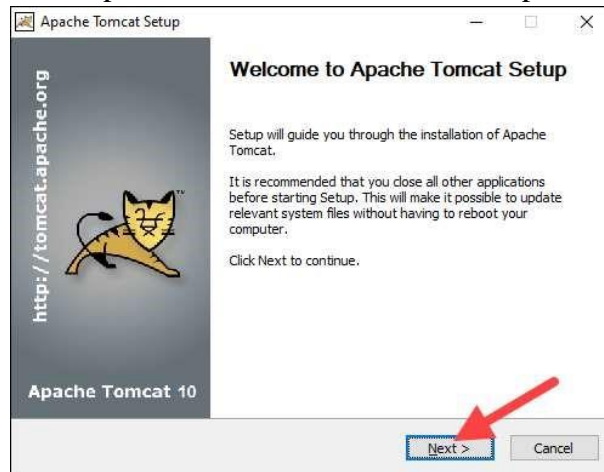 Apache Tomcat Setup
http://tomcat.apache.org
Apache Tomcat 10
Welcome to Apache Tomcat Setup
Setup will guide you through the installation of Apache
Tomcat.
It is recommended that you close all other applications
before starting Setup. This will make it possible to update
relevant system files without having to reboot your
computer.
Click Next to continue.
Next >
Cancel